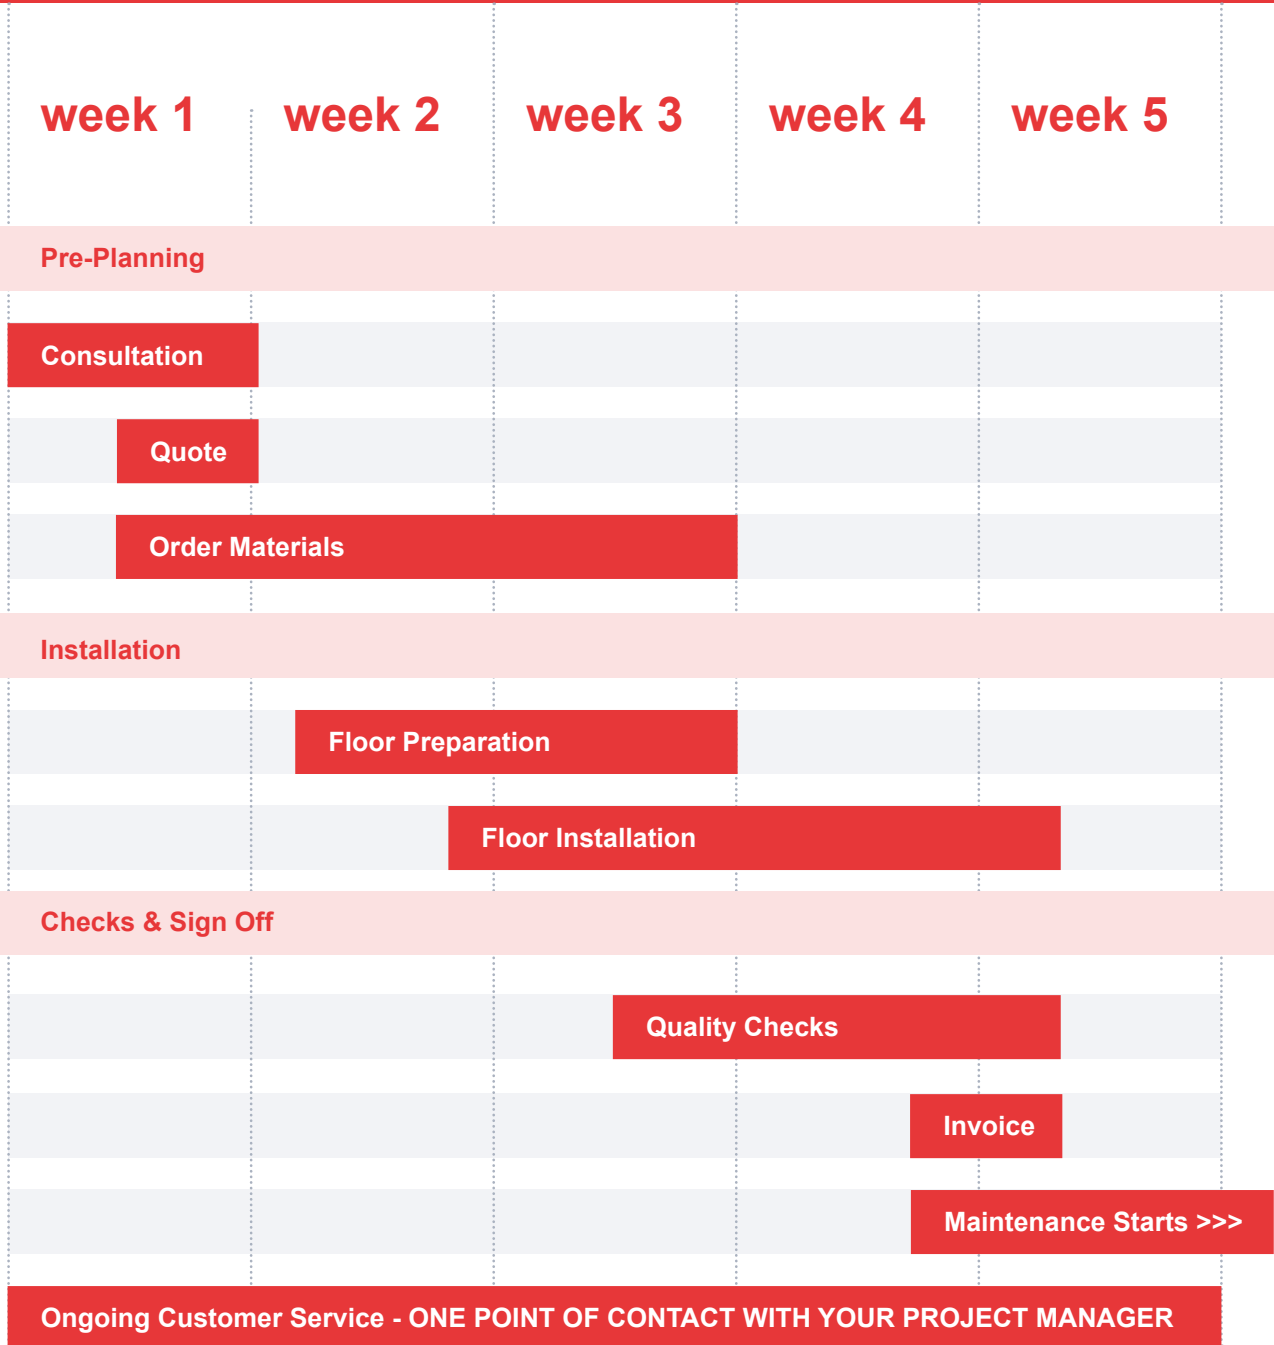 week 1 week 2 week 3 week 4 week 5
Pre-Planning
Consultation
Quote
Order Materials
Installation
Floor Preparation
Floor Installation
Checks & Sign Off
Quality Checks
Invoice
Maintenance Starts >>>
Ongoing Customer Service - ONE POINT OF CONTACT WITH YOUR PROJECT MANAGER